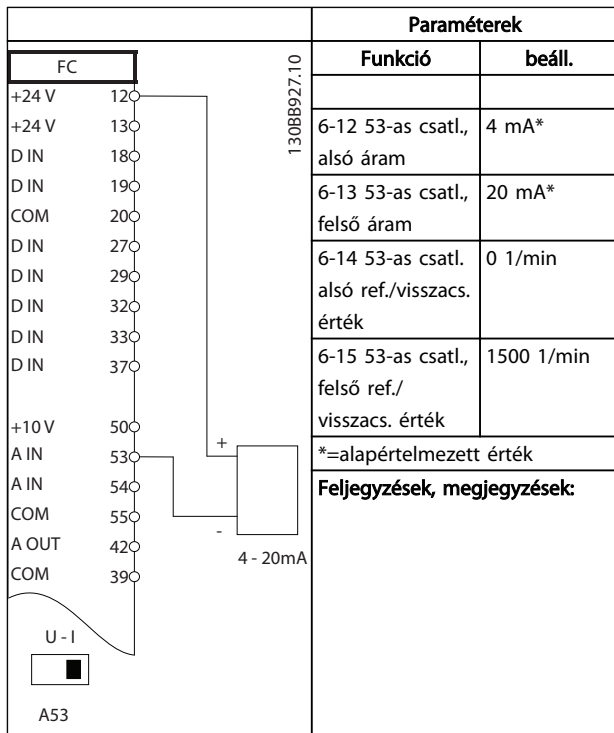 FC
130BB927.10
+24 V 12
+24 V 13
D IN 18
D IN 19
COM 20
D IN 27
D IN 29
D IN 32
D IN 33
D IN 37
+10 V 50
A IN 53
A IN 54
COM 55
A OUT 42
COM 39
+
-
4 - 20mA
U - I
A53
Paraméterek
Funkció beáll.
6-12 53-as csatl., 4 mA*
alsó áram
6-13 53-as csatl., 20 mA*
felső áram
6-14 53-as csatl. 0 1/min
alsó ref./visszacs.
érték
6-15 53-as csatl., 1500 1/min
felső ref./
visszacs. érték
*=alapértelmezett érték
Feljegyzések, megjegyzések: